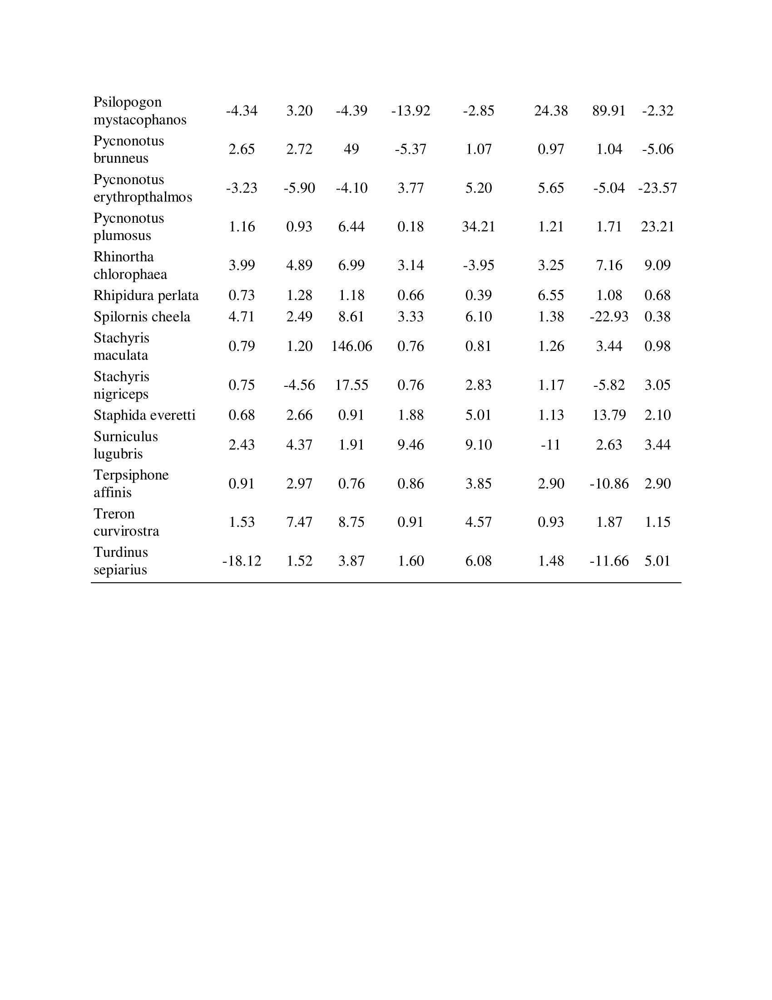 Psilopogon
mystacophanos
-4.34 3.20 -4.39 -13.92 -2.85 24.38 89.91 -2.32
Pycnonotus
brunneus
2.65 2.72 49 -5.37 1.07 0.97 1.04 -5.06
Pycnonotus
erythropthalmos
-3.23 -5.90 -4.10 3.77 5.20 5.65 -5.04 -23.57
Pycnonotus
plumosus
1.16 0.93 6.44 0.18 34.21 1.21 1.71 23.21
Rhinortha
chlorophaea
3.99 4.89 6.99 3.14 -3.95 3.25 7.16 9.09
Rhipidura perlata 0.73 1.28 1.18 0.66 0.39 6.55 1.08 0.68
Spilornis cheela 4.71 2.49 8.61 3.33 6.10 1.38 -22.93 0.38
Stachyris
maculata
0.79 1.20 146.06 0.76 0.81 1.26 3.44 0.98
Stachyris
nigriceps
0.75 -4.56 17.55 0.76 2.83 1.17 -5.82 3.05
Staphida everetti 0.68 2.66 0.91 1.88 5.01 1.13 13.79 2.10
Surniculus
lugubris
2.43 4.37 1.91 9.46 9.10 -11 2.63 3.44
Terpsiphone
affinis
0.91 2.97 0.76 0.86 3.85 2.90 -10.86 2.90
Treron
curvirostra
1.53 7.47 8.75 0.91 4.57 0.93 1.87 1.15
Turdinus
sepiarius
-18.12 1.52 3.87 1.60 6.08 1.48 -11.66 5.01